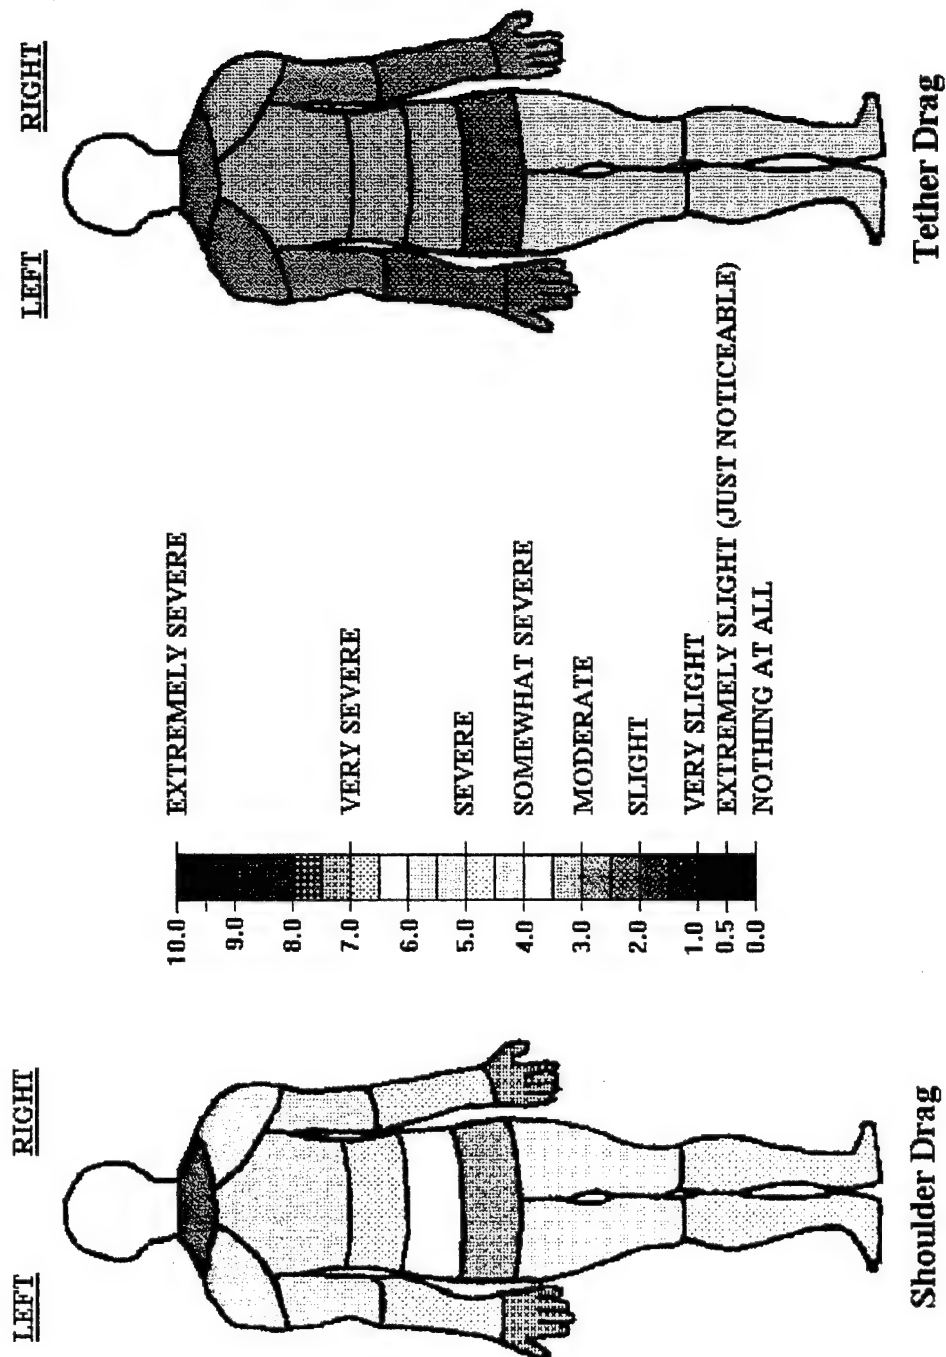 LEFT
RIGHT
Shoulder Drag
10.0
9.0
8.0
7.0
6.0
5.0
4.0
3.0
2.0
1.0
0.5
0.0
EXTREMELY SEVERE
VERY SEVERE
SEVERE
SOMEWHAT SEVERE
MODERATE
SLIGHT
VERY SLIGHT
EXTREMELY SLIGHT (JUST NOTICEABLE)
NOTHING AT ALL
LEFT
RIGHT
Tether Drag